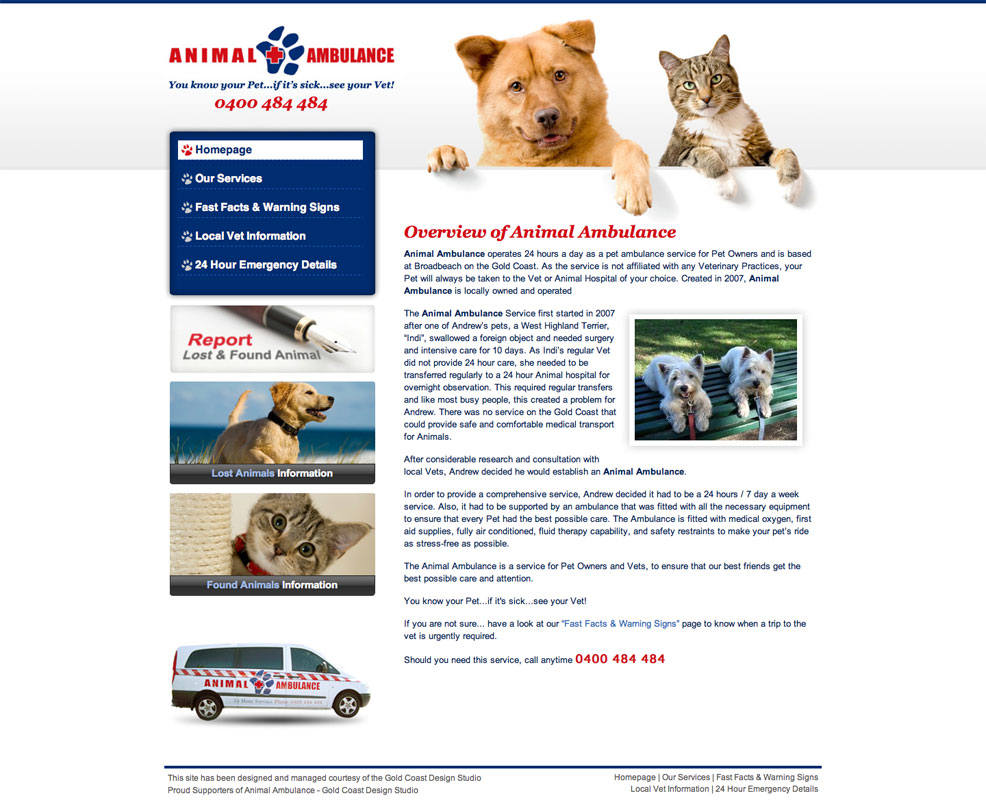 ANIMAL AMBULANCE
You know your Pet...if it's sick...see your Vet!
0400 484 484
Homepage
Our Services
Fast Facts & Warning Signs
Local Vet Information
24 Hour Emergency Details
Report
Lost & Found Animal
Lost Animals Information
Found Animals Information
ANIMAL AMBULANCE
24 Hour Service Phone 0400 484 484
Overview of Animal Ambulance
Animal Ambulance operates 24 hours a day as a pet ambulance service for Pet Owners and is based
at Broadbeach on the Gold Coast. As the service is not affiliated with any Veterinary Practices, your
Pet will always be taken to the Vet or Animal Hospital of your choice. Created in 2007, Animal
Ambulance is locally owned and operated
The Animal Ambulance Service first started in 2007
after one of Andrew's pets, a West Highland Terrier,
"Indi", swallowed a foreign object and needed surgery
and intensive care for 10 days. As Indi's regular Vet
did not provide 24 hour care, she needed to be
transferred regularly to a 24 hour Animal hospital for
overnight observation. This required regular transfers
and like most busy people, this created a problem for
Andrew. There was no service on the Gold Coast that
could provide safe and comfortable medical transport
for Animals.
After considerable research and consultation with
local Vets, Andrew decided he would establish an Animal Ambulance.
In order to provide a comprehensive service, Andrew decided it had to be a 24 hours / 7 day a week
service. Also, it had to be supported by an ambulance that was fitted with all the necessary equipment
to ensure that every Pet had the best possible care. The Ambulance is fitted with medical oxygen, first
aid supplies, fully air conditioned, fluid therapy capability, and safety restraints to make your pet's ride
as stress-free as possible.
The Animal Ambulance is a service for Pet Owners and Vets, to ensure that our best friends get the
best possible care and attention.
You know your Pet...if it's sick...see your Vet!
If you are not sure... have a look at our "Fast Facts & Warning Signs" page to know when a trip to the
vet is urgently required.
Should you need this service, call anytime 0400 484 484
This site has been designed and managed courtesy of the Gold Coast Design Studio
Proud Supporters of Animal Ambulance - Gold Coast Design Studio
Homepage | Our Services | Fast Facts & Warning Signs
Local Vet Information | 24 Hour Emergency Details